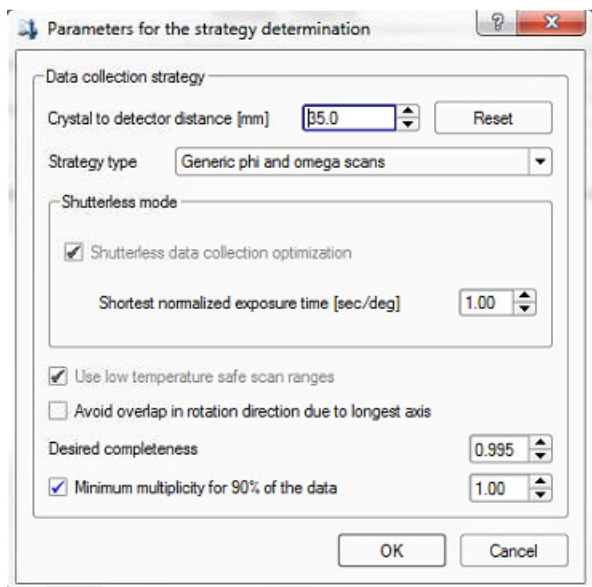 Parameters for the strategy determination
Data collection strategy
Crystal to detector distance [mm] 35.0 Reset
Strategy type Generic phi and omega scans
Shutterless mode
Shutterless data collection optimization
Shortest normalized exposure time [sec/deg] 1.00
Use low temperature safe scan ranges
Avoid overlap in rotation direction due to longest axis
Desired completeness 0.995
Minimum multiplicity for 90% of the data 1.00
OK Cancel